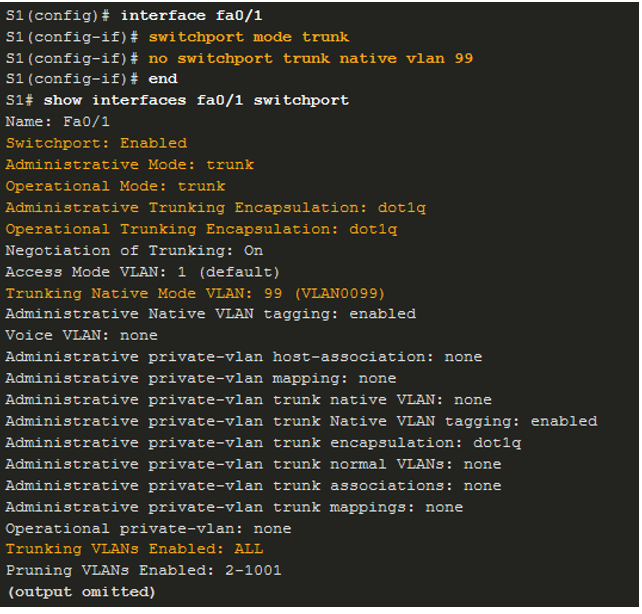 S1(config)# interface fa0/1
S1(config-if)# switchport mode trunk
S1(config-if)# no switchport trunk native vlan 99
S1(config-if)# end
S1# show interfaces fa0/1 switchport
Name: Fa0/1
Switchport: Enabled
Administrative Mode: trunk
Operational Mode: trunk
Administrative Trunking Encapsulation: dot1q
Operational Trunking Encapsulation: dot1q
Negotiation of Trunking: On
Access Mode VLAN: 1 (default)
Trunking Native Mode VLAN: 99 (VLAN0099)
Administrative Native VLAN tagging: enabled
Voice VLAN: none
Administrative private-vlan host-association: none
Administrative private-vlan mapping: none
Administrative private-vlan trunk native VLAN: none
Administrative private-vlan trunk Native VLAN tagging: enabled
Administrative private-vlan trunk encapsulation: dot1q
Administrative private-vlan trunk normal VLANs: none
Administrative private-vlan trunk associations: none
Administrative private-vlan trunk mappings: none
Operational private-vlan: none
Trunking VLANs Enabled: ALL
Pruning VLANs Enabled: 2-1001
(output omitted)